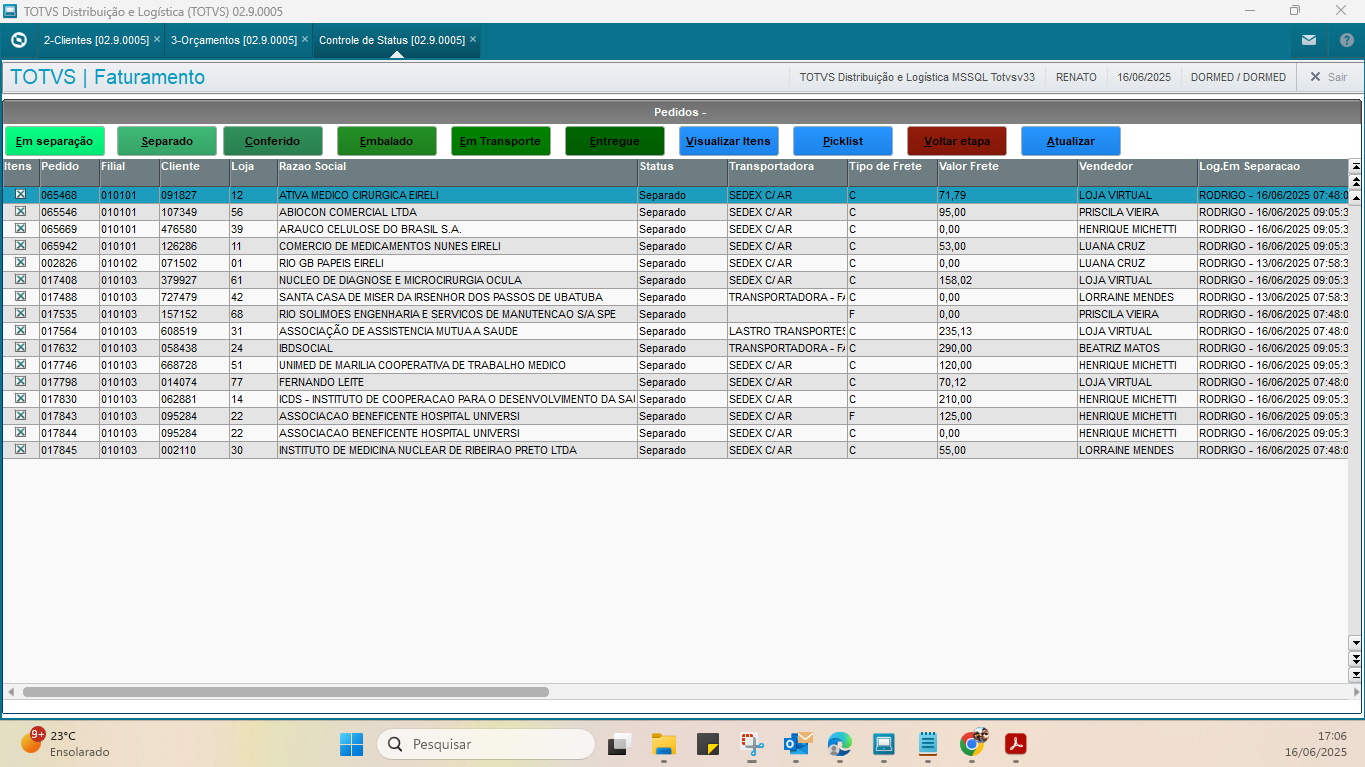 TOTVS Distribuição e Logística (TOTVS) 02.9.0005
2-Clientes [02.9.0005] 3-Orçamentos [02.9.0005] Controle de Status [02.9.0005]
TOTVS | Faturamento TOTVS Distribuição e Logística MSSQL Totvsv33 RENATO 16/06/2025 DORMED / DORMED Sair
Pedidos -
Em separação Separado Conferido Embalado Em Transporte Entregue Visualizar Itens Picklist Voltar etapa Atualizar
Itens Pedido Filial Cliente Loja Razao Social Status Transportadora Tipo de Frete Valor Frete Vendedor Log.Em Separacao
065468 010101 091827 12 ATIVA MEDICO CIRURGICA EIRELI Separado SEDEX C/ AR C 71,79 LOJA VIRTUAL RODRIGO - 16/06/2025 07:48:0
065546 010101 107349 56 ABIOCON COMERCIAL LTDA Separado SEDEX C/ AR C 95,00 PRISCILA VIEIRA RODRIGO - 16/06/2025 09:05:3
065669 010101 476580 39 ARAUCO CELULOSE DO BRASIL S.A. Separado SEDEX C/ AR C 0,00 HENRIQUE MICHETTI RODRIGO - 16/06/2025 09:05:3
065942 010101 126286 11 COMERCIO DE MEDICAMENTOS NUNES EIRELI Separado SEDEX C/ AR C 53,00 LUANA CRUZ RODRIGO - 16/06/2025 09:05:3
002826 010102 071502 01 RIO GB PAPEIS EIRELI Separado SEDEX C/ AR C 0,00 LUANA CRUZ RODRIGO - 13/06/2025 07:58:3
017408 010103 379927 61 NUCLEO DE DIAGNOSE E MICROCIRURGIA OCULA Separado SEDEX C/ AR C 158,02 LOJA VIRTUAL RODRIGO - 16/06/2025 09:05:3
017488 010103 727479 42 SANTA CASA DE MISER DA IRSENHOR DOS PASSOS DE UBATUBA Separado TRANSPORTADORA - FA C 0,00 LORRAINE MENDES RODRIGO - 13/06/2025 07:58:3
017535 010103 157152 68 RIO SOLIMOES ENGENHARIA E SERVICOS DE MANUTENCAO S/A SPE Separado F 0,00 PRISCILA VIEIRA RODRIGO - 16/06/2025 07:48:0
017564 010103 608519 31 ASSOCIAÇÃO DE ASSISTENCIA MUTUA A SAUDE Separado LASTRO TRANSPORTES C 235,13 LOJA VIRTUAL RODRIGO - 16/06/2025 07:48:0
017632 010103 058438 24 IBDSOCIAL Separado TRANSPORTADORA - FA C 290,00 BEATRIZ MATOS RODRIGO - 16/06/2025 09:05:3
017746 010103 668728 51 UNIMED DE MARILIA COOPERATIVA DE TRABALHO MEDICO Separado SEDEX C/ AR C 120,00 HENRIQUE MICHETTI RODRIGO - 16/06/2025 09:05:3
017798 010103 014074 77 FERNANDO LEITE Separado SEDEX C/ AR C 70,12 LOJA VIRTUAL RODRIGO - 16/06/2025 07:48:0
017830 010103 062881 14 ICDS - INSTITUTO DE COOPERACAO PARA O DESENVOLVIMENTO DA SAU Separado SEDEX C/ AR C 210,00 HENRIQUE MICHETTI RODRIGO - 16/06/2025 09:05:3
017843 010103 095284 22 ASSOCIACAO BENEFICENTE HOSPITAL UNIVERSI Separado SEDEX C/ AR F 125,00 HENRIQUE MICHETTI RODRIGO - 16/06/2025 09:05:3
017844 010103 095284 22 ASSOCIACAO BENEFICENTE HOSPITAL UNIVERSI Separado SEDEX C/ AR C 0,00 HENRIQUE MICHETTI RODRIGO - 16/06/2025 09:05:3
017845 010103 002110 30 INSTITUTO DE MEDICINA NUCLEAR DE RIBEIRAO PRETO LTDA Separado SEDEX C/ AR C 55,00 LORRAINE MENDES RODRIGO - 16/06/2025 07:48:0
9+ 23°C
Ensolarado
Pesquisar
17:06
16/06/2025